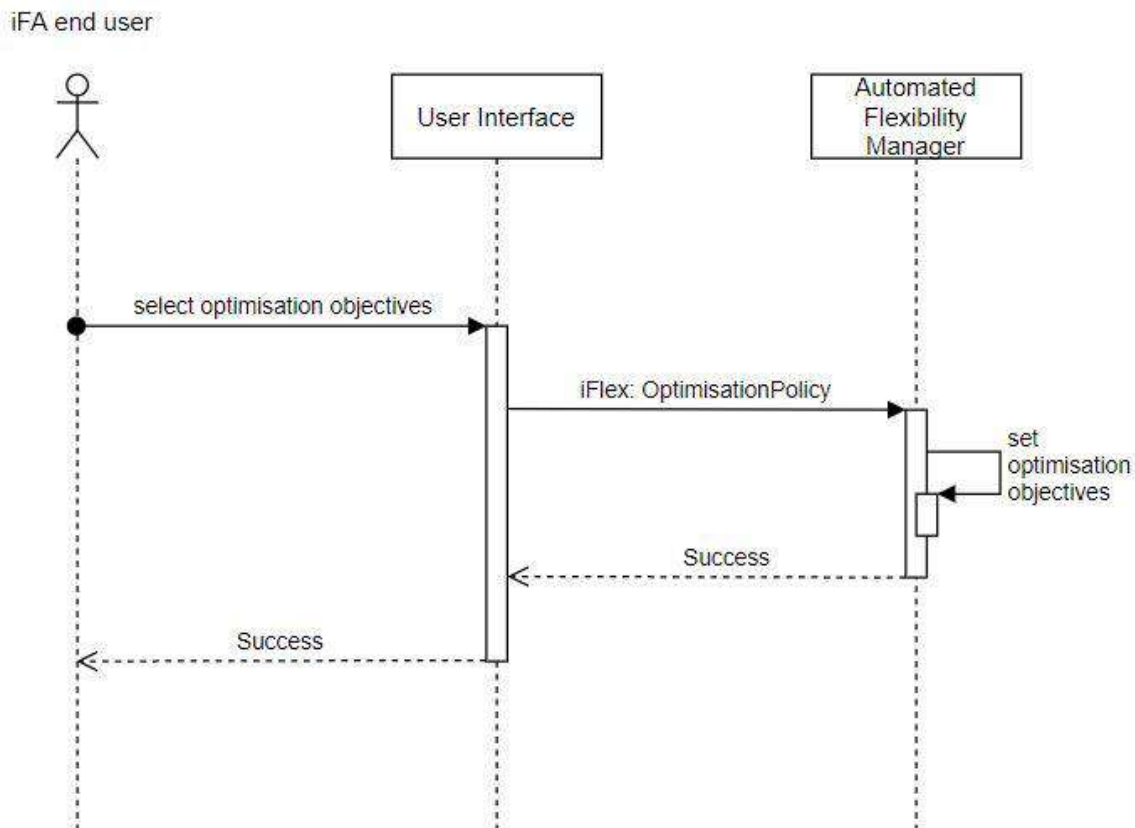 iFA end user
User Interface
Automated
Flexibility
Manager
select optimisation objectives
iFlex: OptimisationPolicy
set
optimisation
objectives
Success
Success